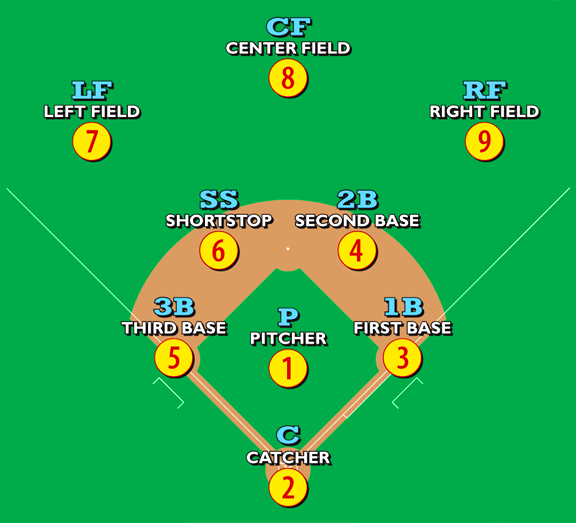 CF
CENTER FIELD
8
LF
LEFT FIELD
7
RF
RIGHT FIELD
9
SS
SHORTSTOP
6
2B
SECOND BASE
4
3B
THIRD BASE
5
P
PITCHER
1
1B
FIRST BASE
3
C
CATCHER
2